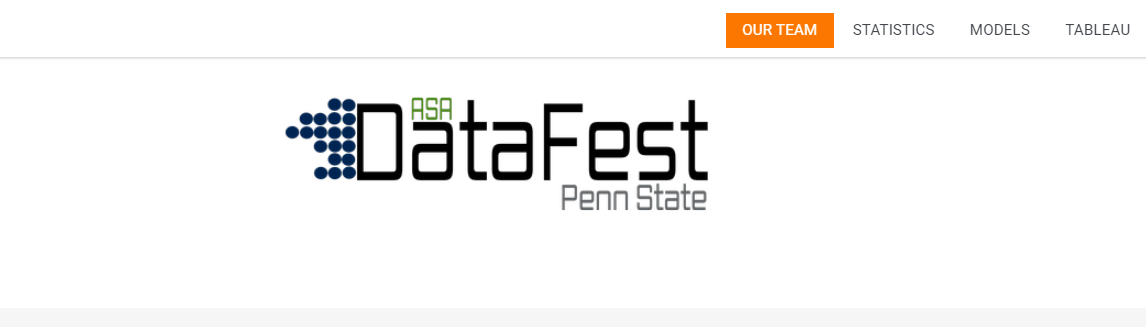 OUR TEAM STATISTICS MODELS TABLEAU
ASA
DataFest
Penn State